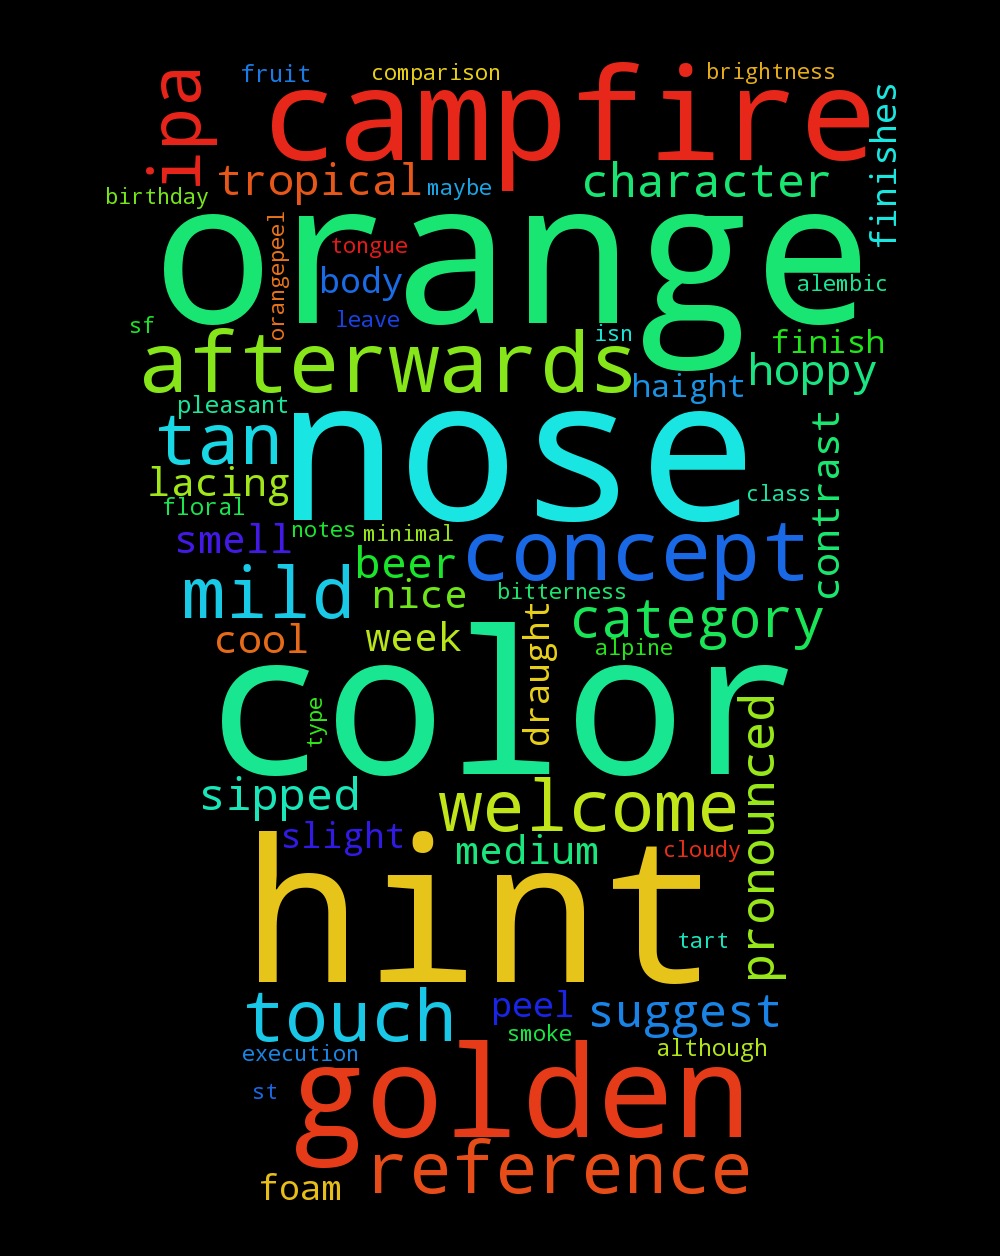 fruit
comparison
brightness
campfire
ipa
finishes
tropical
maybe
character
birthday
orange
orangepeel
tongue
body
alembic
leave
sf
isn
finish
afterwards
haight
hoppy
pleasant
nose
tan
contrast
lacing
class
floral
notes
minimal
smell
concept
beer
mild
nice
bitterness
category
draught
cool
week
alpine
color
type
pronounced
sipped
welcome
slight
medium
cloudy
hint
tart
touch
peel
suggest
smoke
although
execution
golden
st
reference
foam